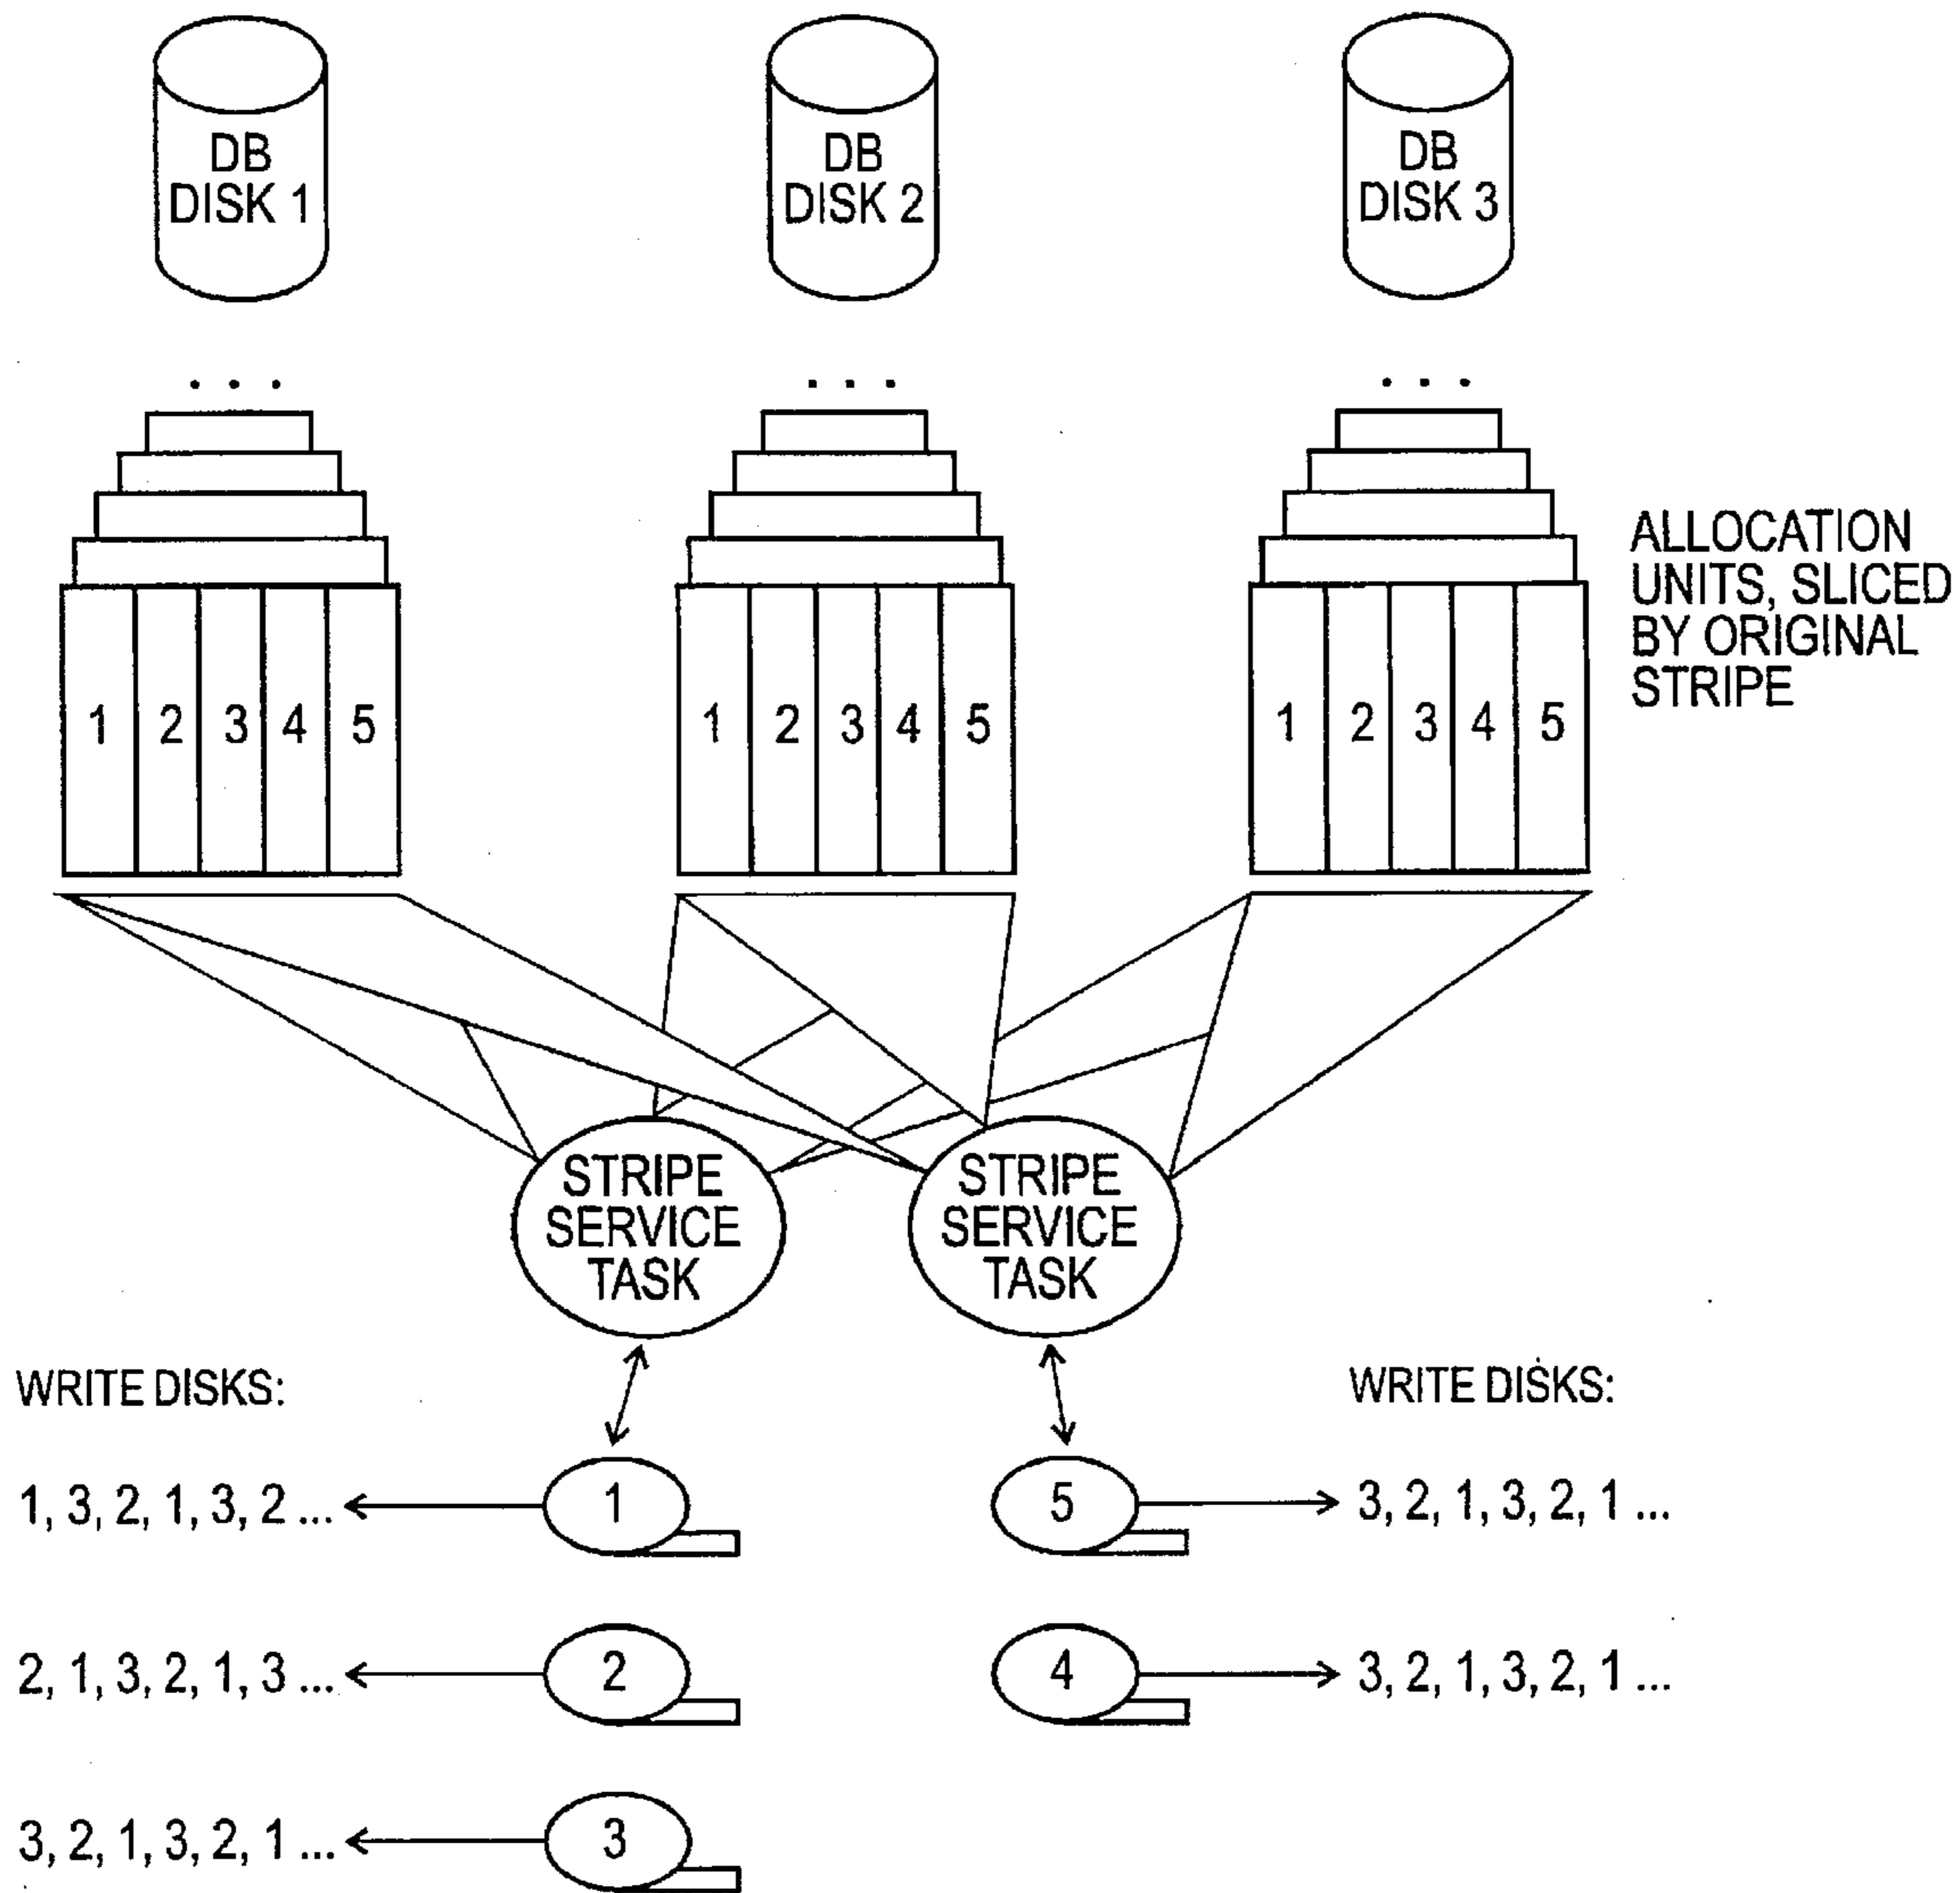 DB
DISK 1
DB
DISK 2
DB
DISK 3
. . .
. . .
. . .
ALLOCATION
UNITS, SLICED
BY ORIGINAL
STRIPE
1 2 3 4 5
1 2 3 4 5
1 2 3 4 5
STRIPE
SERVICE
TASK
STRIPE
SERVICE
TASK
WRITE DISKS:
WRITE DISKS:
1, 3, 2, 1, 3, 2 ...
1
5
3, 2, 1, 3, 2, 1 ...
2, 1, 3, 2, 1, 3 ...
2
4
3, 2, 1, 3, 2, 1 ...
3, 2, 1, 3, 2, 1 ...
3